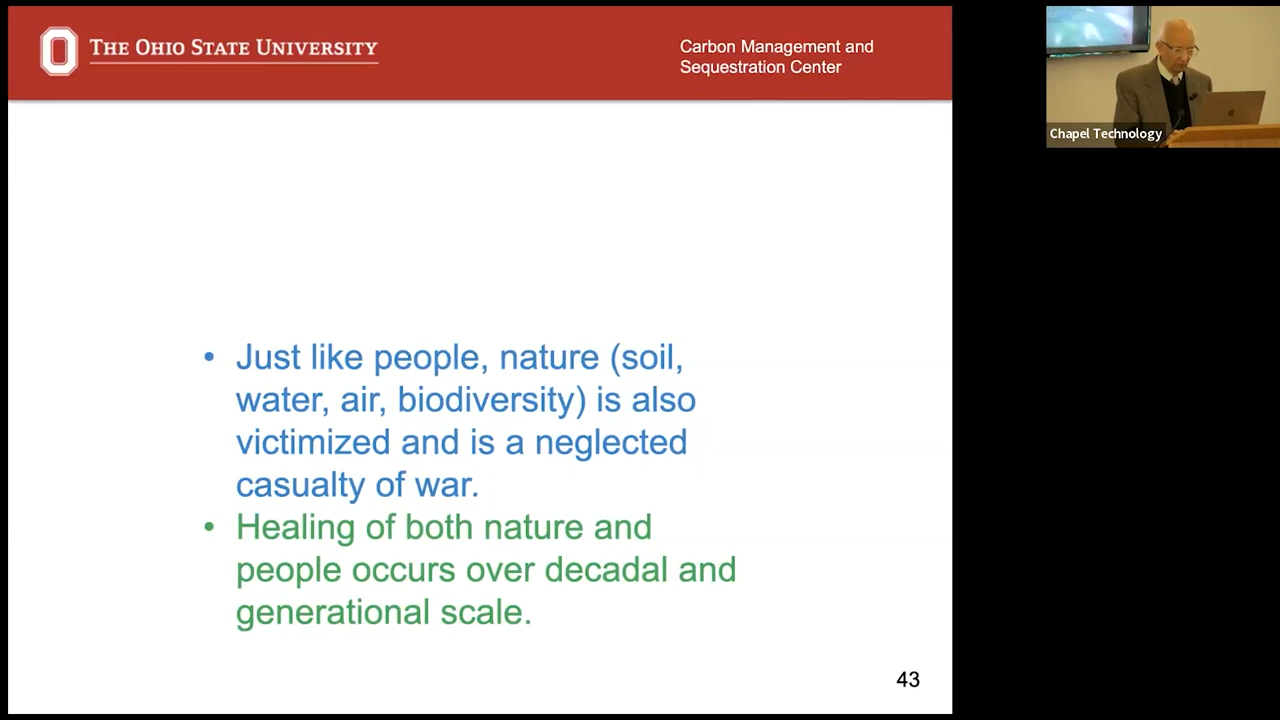 THE OHIO STATE UNIVERSITY
Carbon Management and
Sequestration Center
Chapel Technology
• Just like people, nature (soil,
water, air, biodiversity) is also
victimized and is a neglected
casualty of war.
• Healing of both nature and
people occurs over decadal and
generational scale.
43